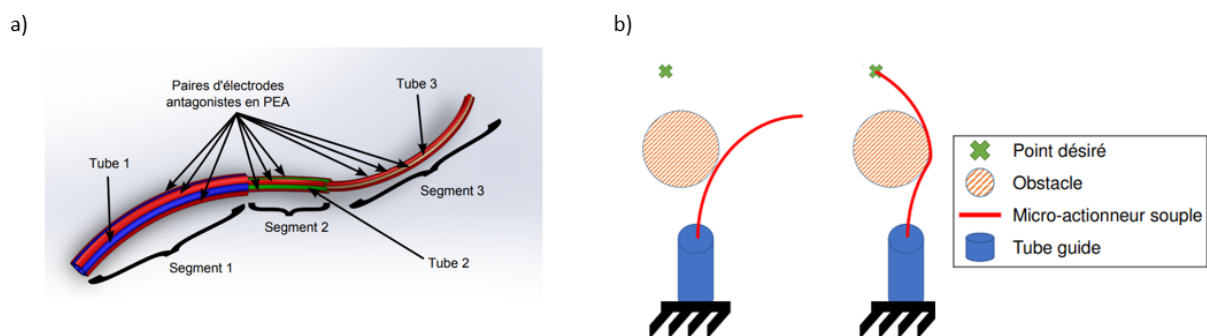 a)
Paires d'électrodes
antagonistes en PEA
Tube 3
Tube 1
Segment 3
Segment 2
Segment 1
Tube 2
b)
Point désiré
Obstacle
Micro-actionneur souple
Tube guide